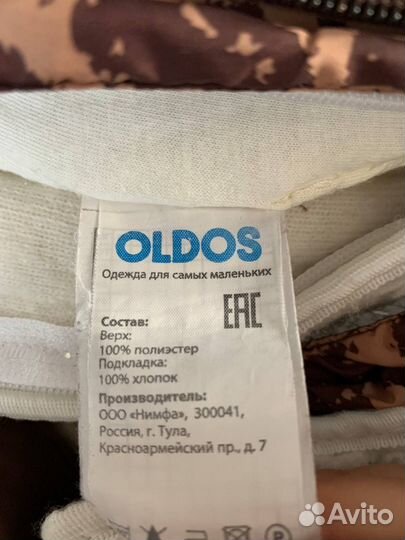 OLDOS
Одежда для самых маленьких
EAC
Состав:
Верх:
100% полиэстер
Подкладка:
100% хлопок
Производитель:
ООО «Нимфа», 300041,
Россия, г. Тула,
Красноармейский пр., д. 7
Avito